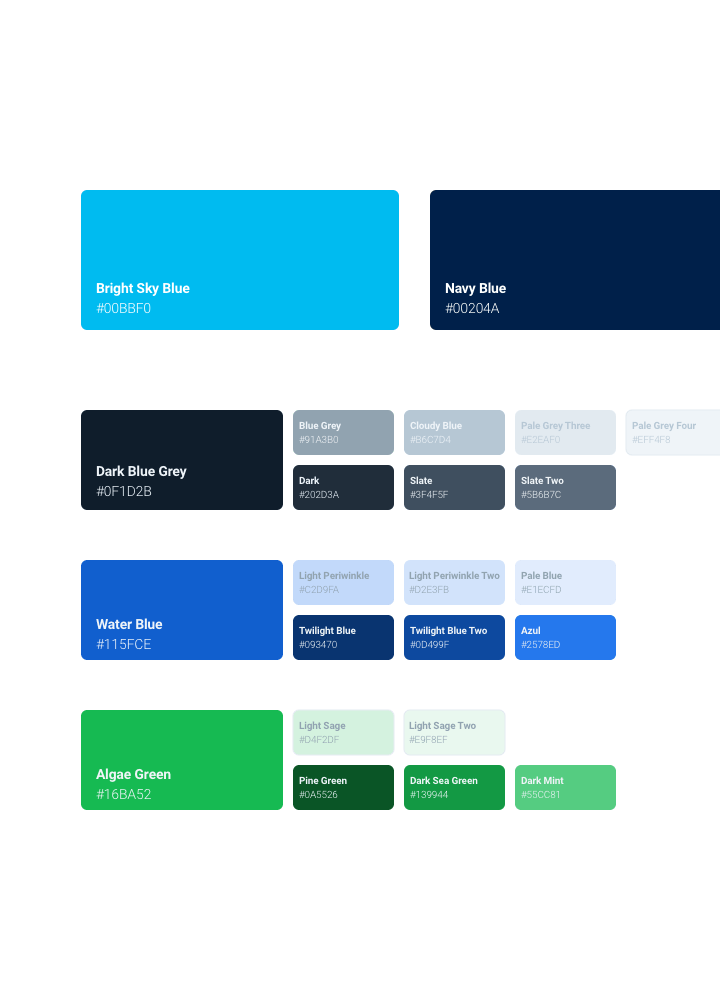 Bright Sky Blue
#00BBF0
Navy Blue
#00204A
Dark Blue Grey
#0F1D2B
Blue Grey
#91A3B0
Cloudy Blue
#B6C7D4
Pale Grey Three
#E2EAF0
Pale Grey Four
#EFF4F8
Dark
#202D3A
Slate
#3F4F5F
Slate Two
#5B6B7C
Water Blue
#115FCE
Light Periwinkle
#C2D9FA
Light Periwinkle Two
#D2E3FB
Pale Blue
#E1ECFD
Twilight Blue
#093470
Twilight Blue Two
#0D499F
Azul
#2578ED
Algae Green
#16BA52
Light Sage
#D4F2DF
Light Sage Two
#E9F8EF
Pine Green
#0A5526
Dark Sea Green
#139944
Dark Mint
#55CC81